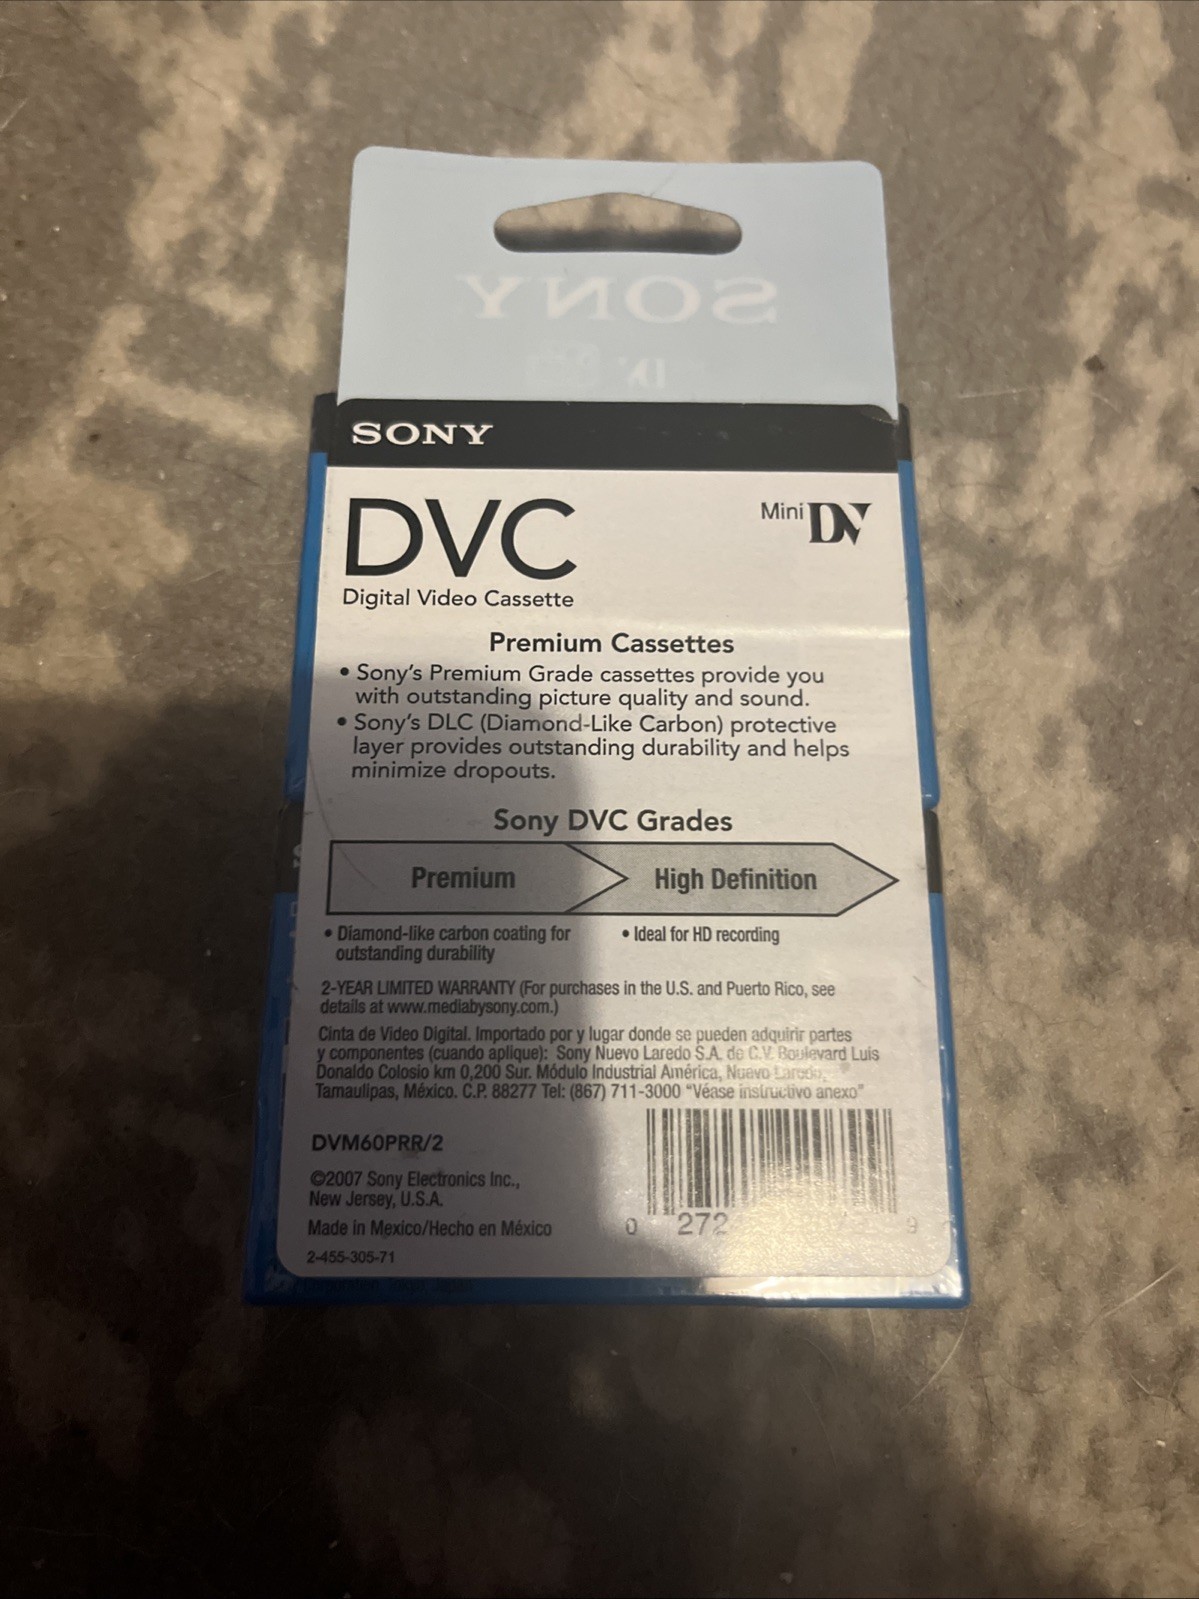 SONY
DV
SONY
DVC
Mini DV
Digital Video Cassette
Premium Cassettes
• Sony's Premium Grade cassettes provide you
with outstanding picture quality and sound.
• Sony's DLC (Diamond-Like Carbon) protective
layer provides outstanding durability and helps
minimize dropouts.
Sony DVC Grades
Premium
High Definition
• Diamond-like carbon coating for
outstanding durability
• Ideal for HD recording
2-YEAR LIMITED WARRANTY (For purchases in the U.S. and Puerto Rico, see
details at www.mediabysony.com.)
Cinta de Video Digital. Importado por y lugar donde se pueden adquirir partes
y componentes (cuando aplique): Sony Nuevo Laredo S.A. de C.V. Boulevard Luis
Donaldo Colosio km 0,200 Sur. Módulo Industrial América, Nuevo Laredo,
Tamaulipas, México. C.P. 88277 Tel: (867) 711-3000 "Véase instructivo anexo"
DVM60PRR/2
©2007 Sony Electronics Inc.,
New Jersey, U.S.A.
Made in Mexico/Hecho en México
2-455-305-71
0 272 9